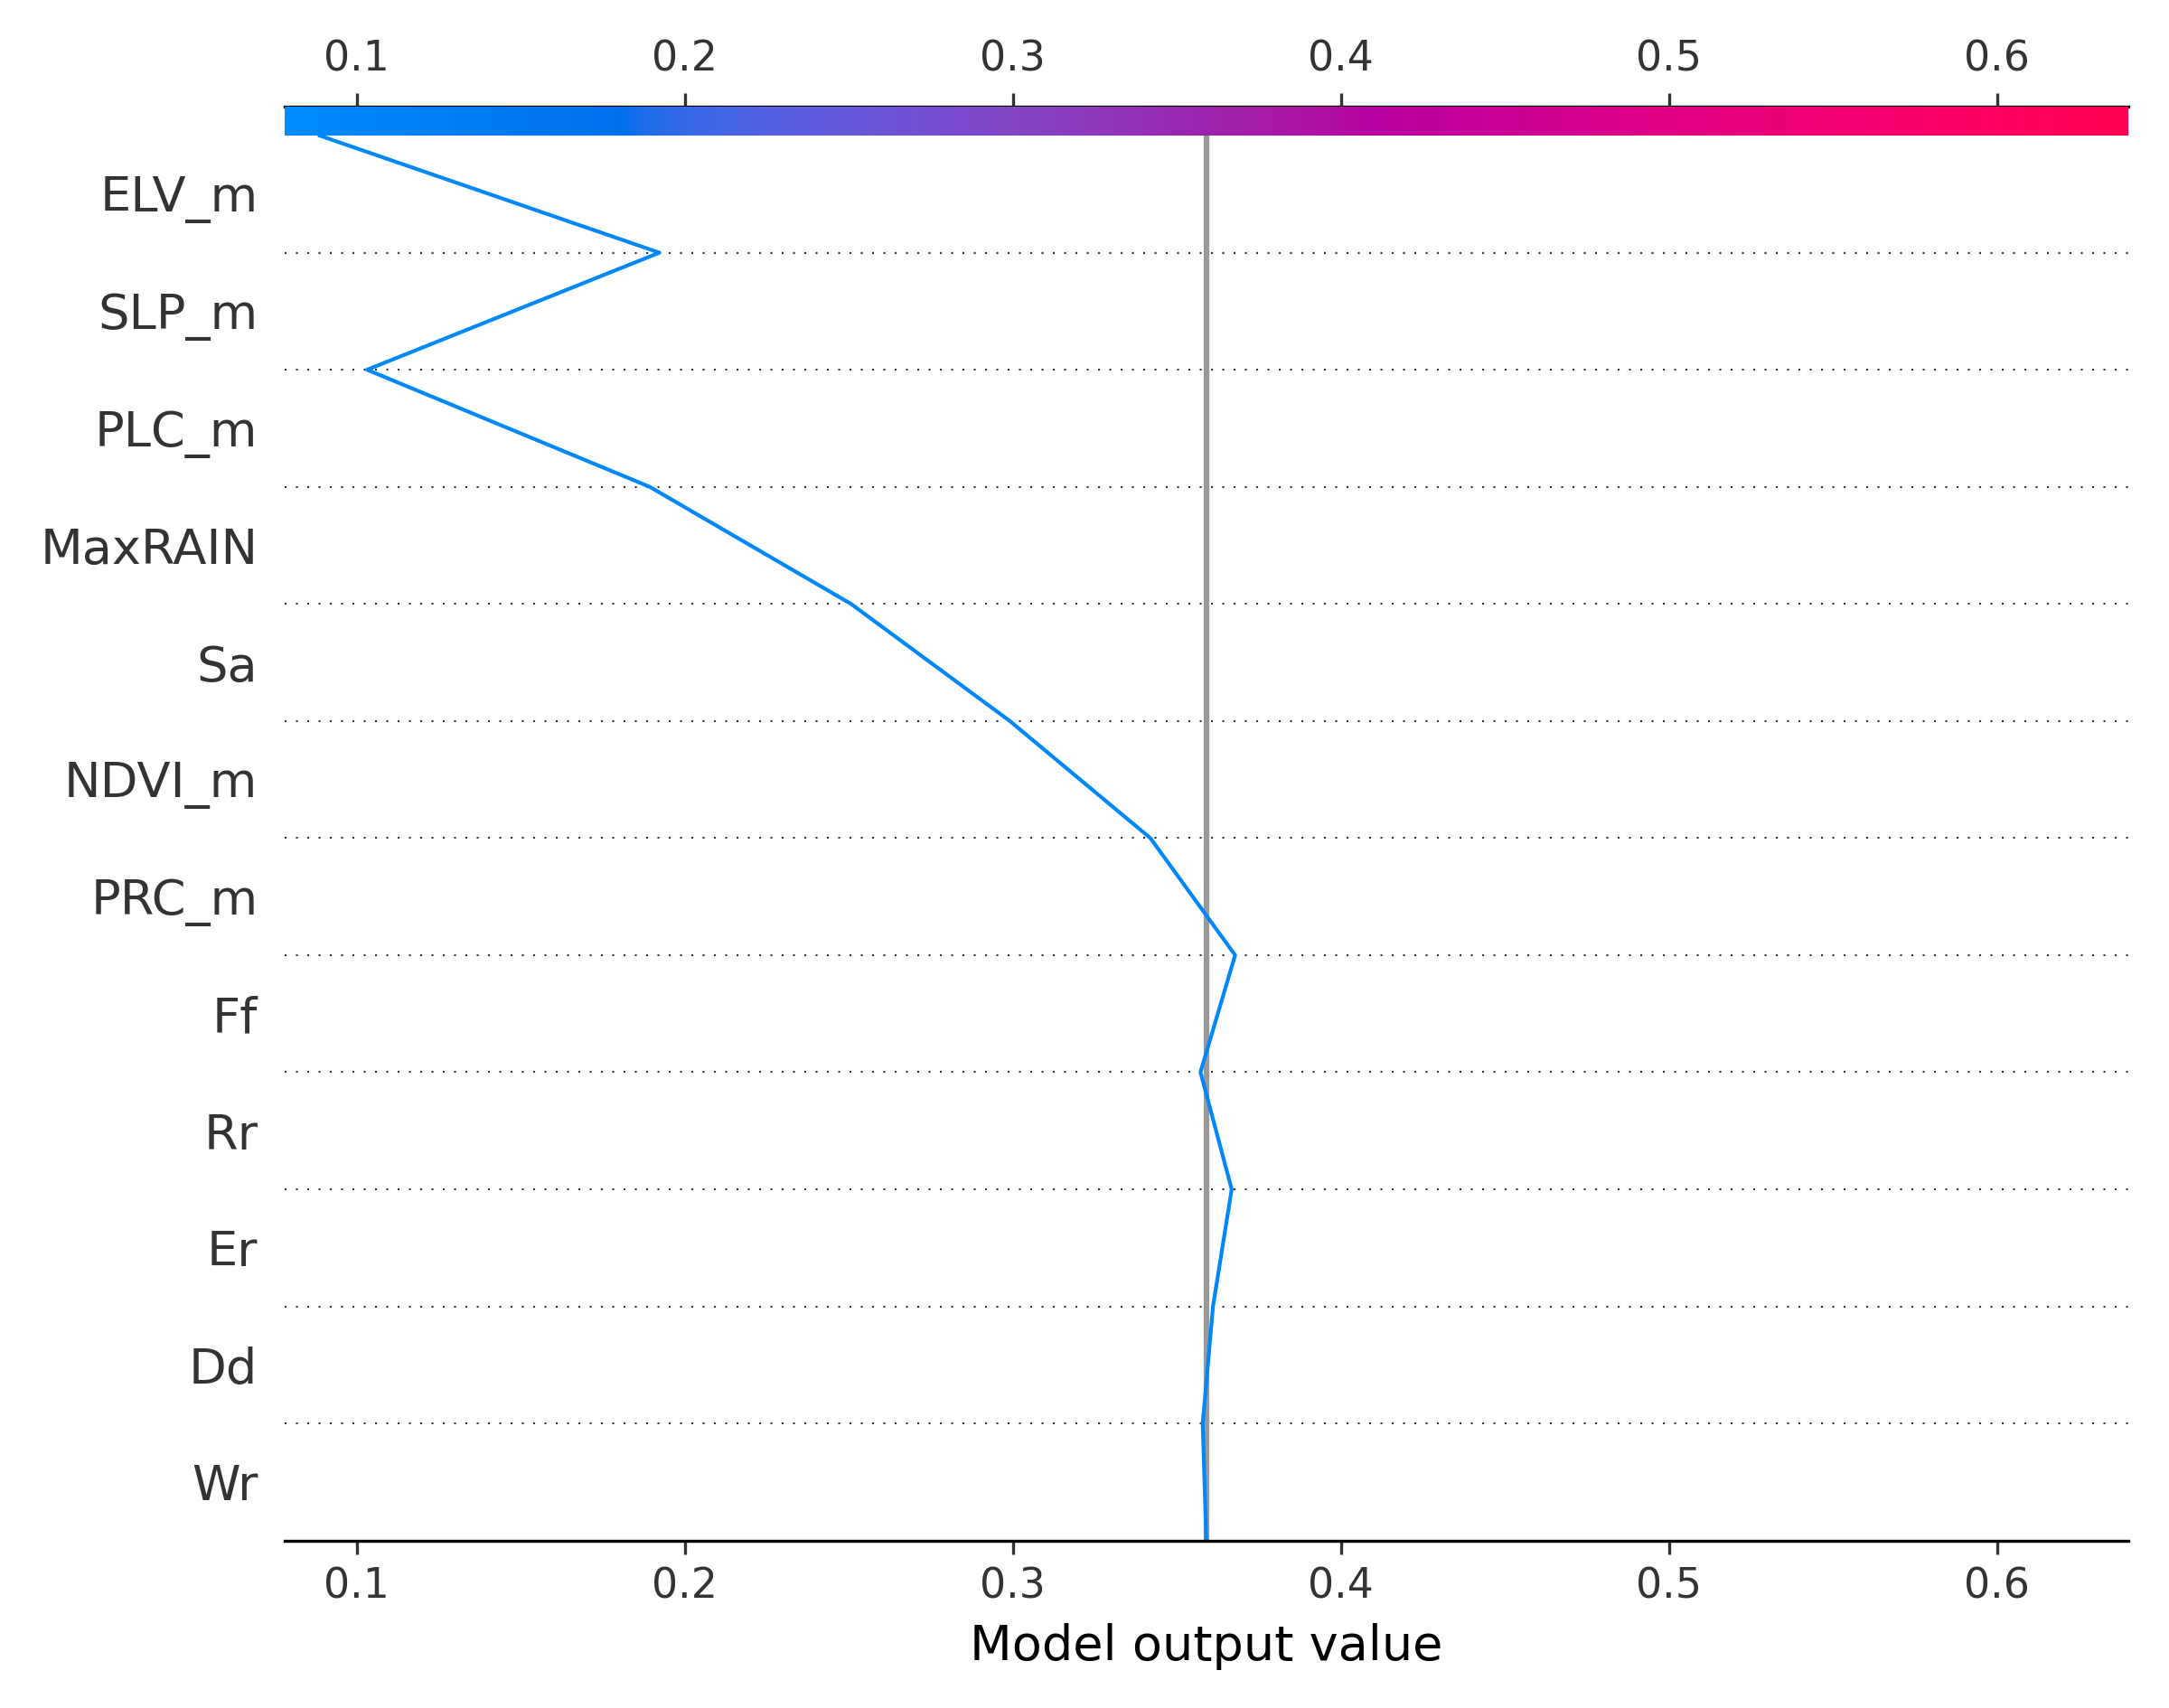 0.1 0.2 0.3 0.4 0.5 0.6
ELV_m
SLP_m
PLC_m
MaxRAIN
Sa
NDVI_m
PRC_m
Ff
Rr
Er
Dd
Wr
0.1 0.2 0.3 0.4 0.5 0.6
Model output value